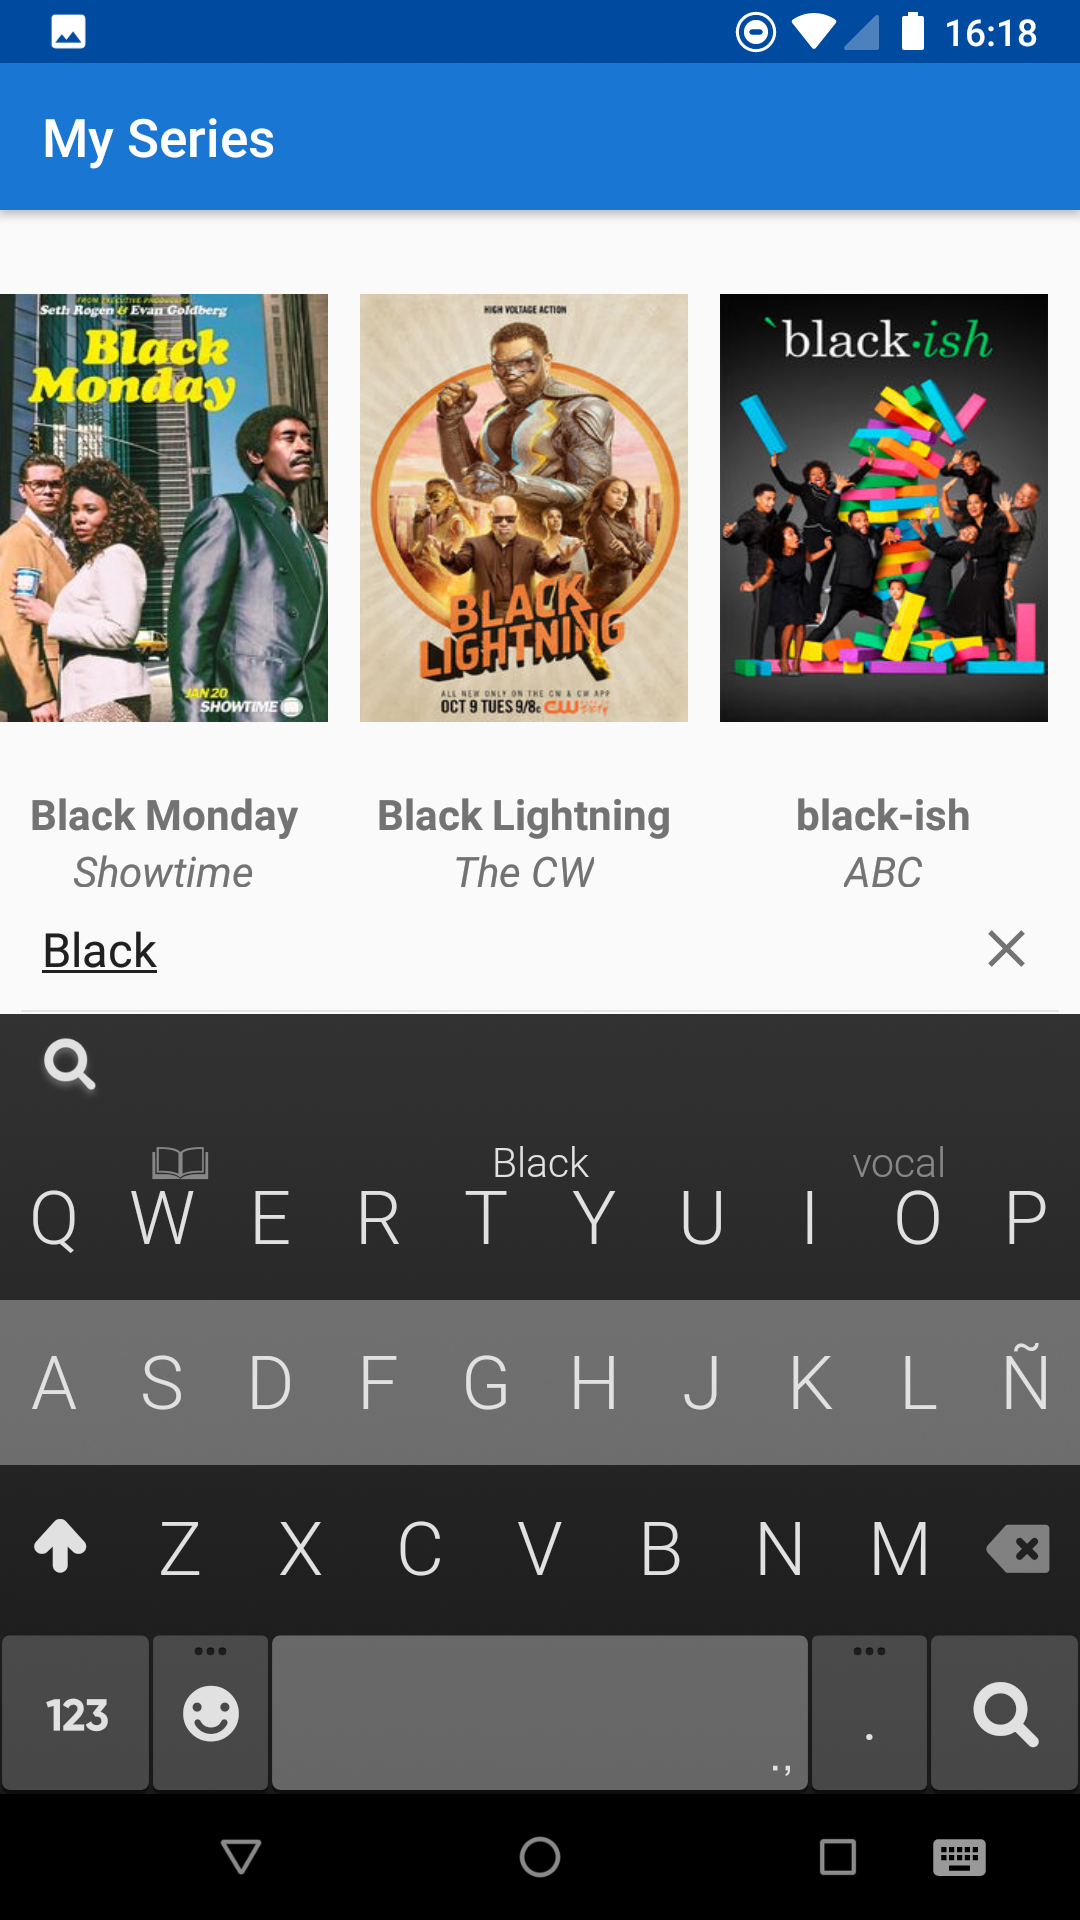 16:18
My Series
FROM EXECUTIVE PRODUCERS
Seth Rogen & Evan Goldberg
Black
Monday
JAN 20
SHOWTIME
HIGH VOLTAGE ACTION
BLACK
LIGHTNING
ALL NEW ONLY ON THE CW & CW APP
OCT 9 TUES 9/8c CW
`black·ish
Black Monday
Showtime
Black Lightning
The CW
black-ish
ABC
Black
Black vocal
Q W E R T Y U I O P
A S D F G H J K L Ñ
Z X C V B N M
123 ., .